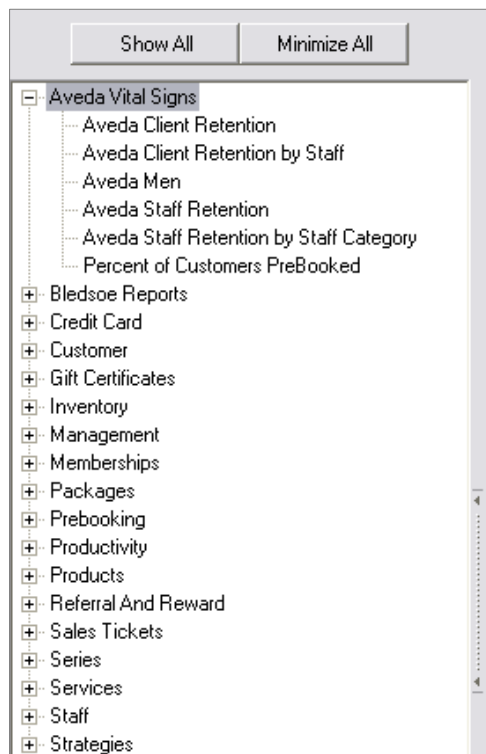 Show All Minimize All
Aveda Vital Signs
Aveda Client Retention
Aveda Client Retention by Staff
Aveda Men
Aveda Staff Retention
Aveda Staff Retention by Staff Category
Percent of Customers PreBooked
Bledsoe Reports
Credit Card
Customer
Gift Certificates
Inventory
Management
Memberships
Packages
Prebooking
Productivity
Products
Referral And Reward
Sales Tickets
Series
Services
Staff
Strategies